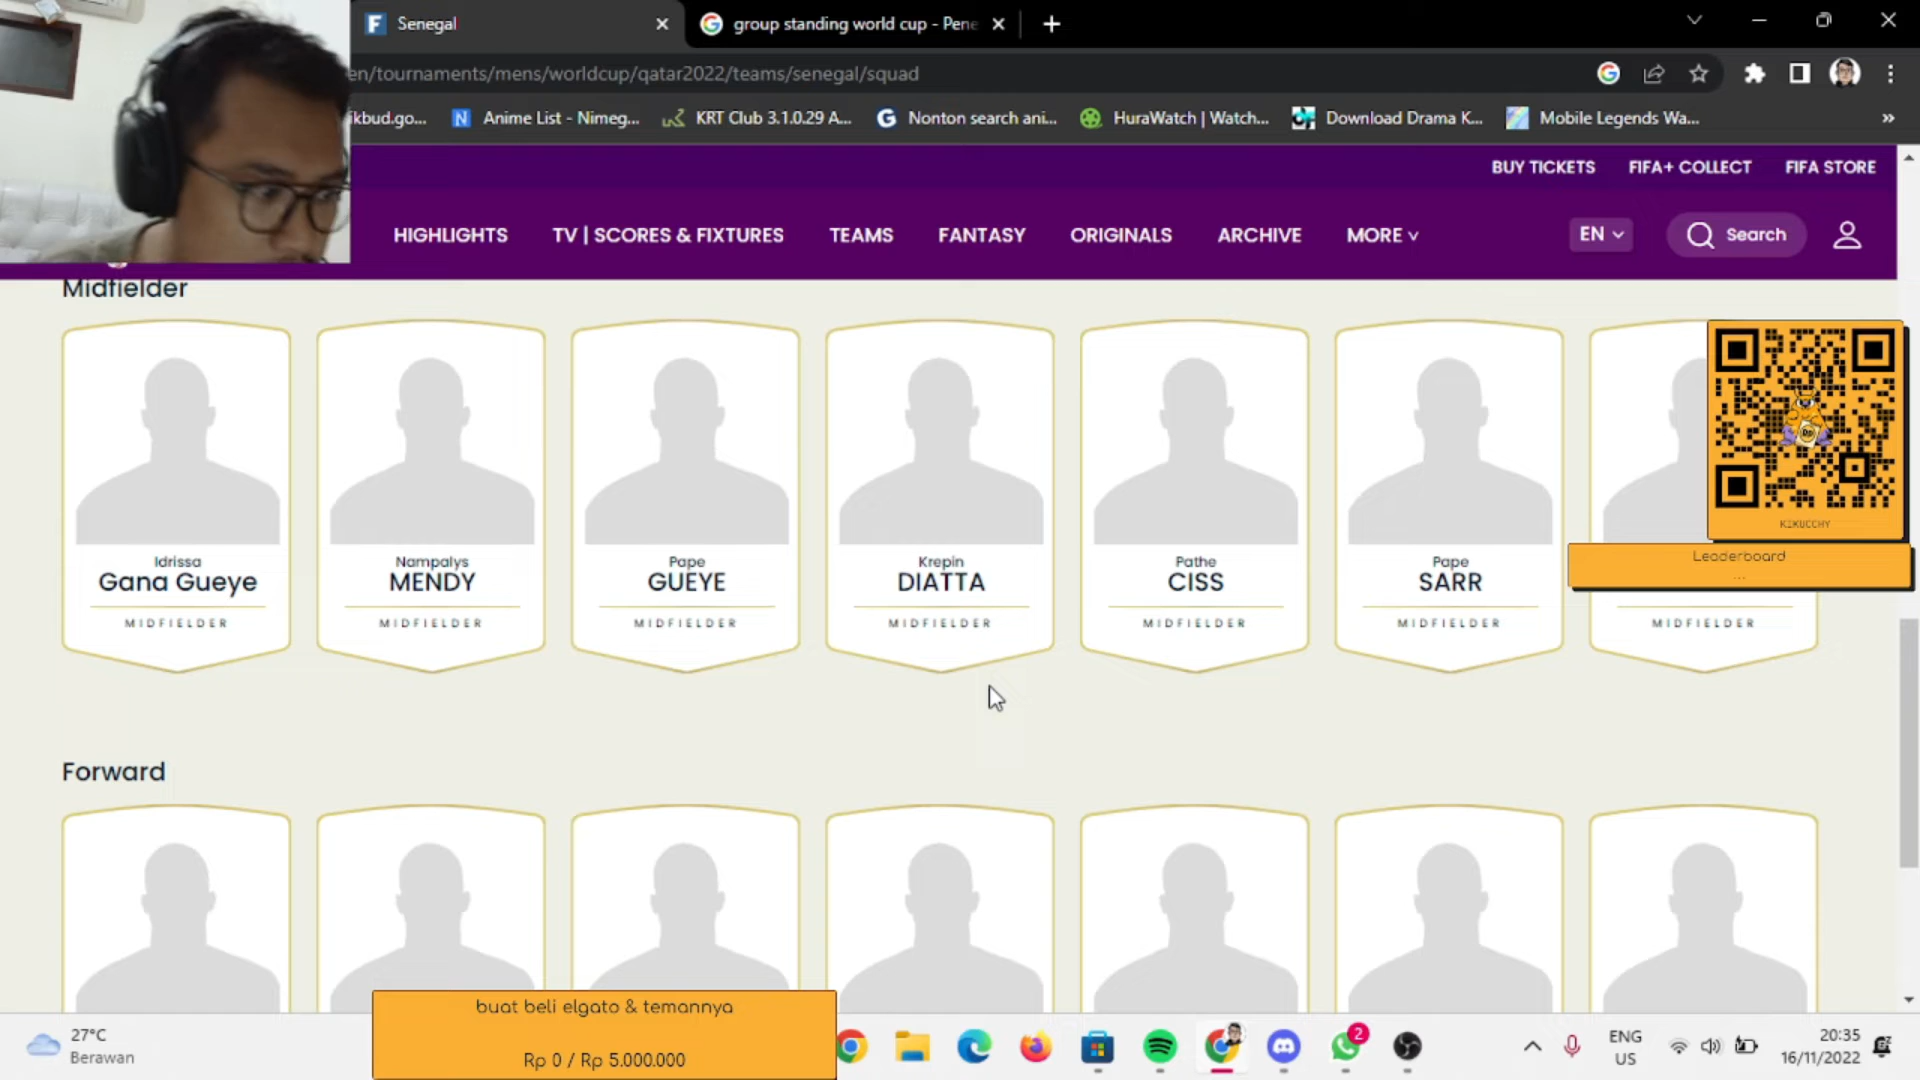 Senegal
group standing world cup - Pene
en/tournaments/mens/worldcup/qatar2022/teams/senegal/squad
ikbud.go...
Anime List - Nimeg...
KRT Club 3.1.0.29 A...
Nonton search ani...
HuraWatch | Watch...
Download Drama K...
Mobile Legends Wa...
»
BUY TICKETS
FIFA+ COLLECT
FIFA STORE
HIGHLIGHTS
TV | SCORES & FIXTURES
TEAMS
FANTASY
ORIGINALS
ARCHIVE
MORE
EN
Search
Midfielder
Idrissa
Gana Gueye
MIDFIELDER
Nampalys
MENDY
MIDFIELDER
Pape
GUEYE
MIDFIELDER
Krepin
DIATTA
MIDFIELDER
Pathe
CISS
MIDFIELDER
Pape
SARR
MIDFIELDER
MIDFIELDER
KIKUCCHY
Leaderboard
...
Forward
buat beli elgato & temannya
Rp 0 / Rp 5.000.000
27°C
Berawan
2
ENG
US
20:35
16/11/2022